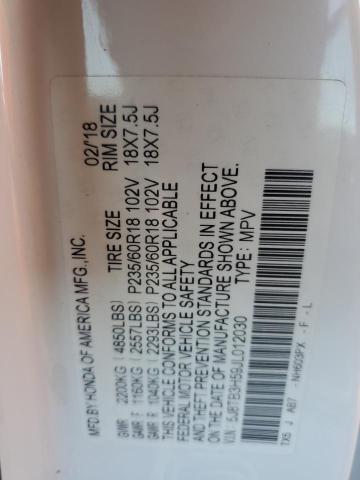 MFD.BY HONDA OF AMERICA MFG.,INC. 02/'18
TIRE SIZE RIM SIZE
GVWR 2200KG (4850LBS)
GAWR F 1160KG (2557LBS) P235/60R18 102V 18X7.5J
GAWR R 1040KG (2293LBS) P235/60R18 102V 18X7.5J
THIS VEHICLE CONFORMS TO ALL APPLICABLE
FEDERAL MOTOR VEHICLE SAFETY
AND THEFT PREVENTION STANDARDS IN EFFECT
ON THE DATE OF MANUFACTURE SHOWN ABOVE.
V.I.N: 5J8TB3H59JL012030 TYPE: MPV
TX5 J AB7 NH603PX - F - L